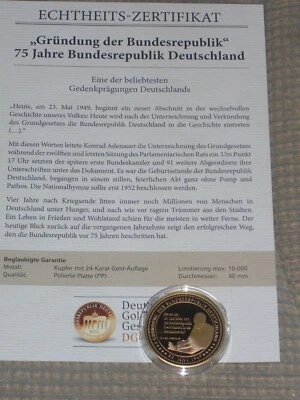 ECHTHEITS-ZERTIFIKAT
„Gründung der Bundesrepublik“
75 Jahre Bundesrepublik Deutschland
Eine der beliebtesten
Gedenkprägungen Deutschlands
„Heute, am 23. Mai 1949, beginnt ein neuer Abschnitt in der wechselvollen
Geschichte unseres Volkes: Heute wird nach der Unterzeichnung und Verkündung
des Grundgesetzes die Bundesrepublik Deutschland in die Geschichte eintreten
(…).“
Mit diesen Worten leitete Konrad Adenauer die Unterzeichnung des Grundgesetzes
während der zwölften und letzten Sitzung des Parlamentarischen Rats ein. Um Punkt
17 Uhr setzten der spätere erste Bundeskanzler und 91 weitere Abgeordnete ihre
Unterschriften unter das Dokument. Es war die Geburtsstunde der Bundesrepublik
Deutschland, begangen in einem stillen, feierlichen Akt ganz ohne Pomp und
Pathos. Die Nationalhymne sollte erst 1952 beschlossen werden.
Vier Jahre nach Kriegsende litten immer noch Millionen von Menschen in
Deutschland unter Hunger, und nach wie vor ragten Trümmer aus den Städten.
Ein Leben in Frieden und Wohlstand schien für die meisten in weiter Ferne. Der
heutige Blick zurück auf die vergangenen Jahrzehnte zeigt den erfolgreichen Weg,
den die Bundesrepublik vor 75 Jahren beschritten hat.
Beglaubigte Garantie
Metall: Kupfer mit 24-Karat Gold-Auflage Limitierung max: 10.000
Qualität: Polierte Platte (PP) Durchmesser: 40 mm
Deut
Gol
Ges
DG